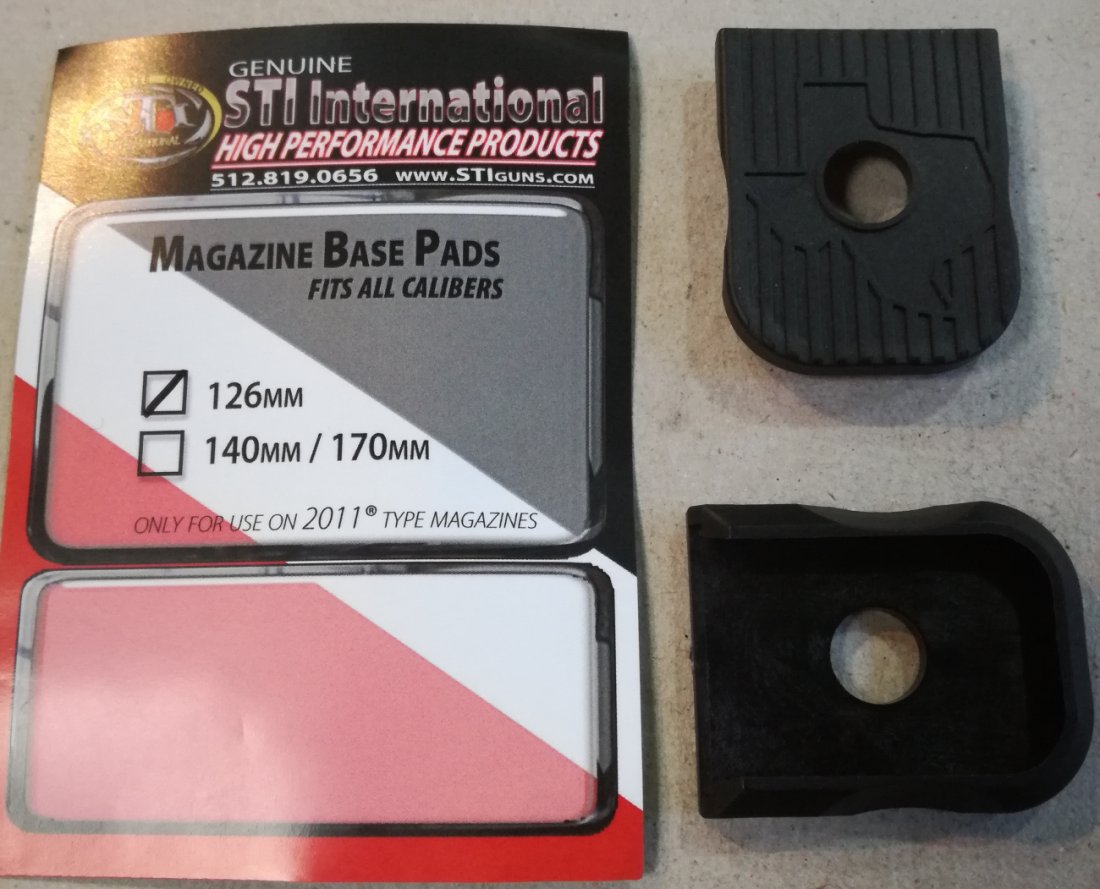 GENUINE
STI International
HIGH PERFORMANCE PRODUCTS
512.819.0656 www.STIGUNS.COM
MAGAZINE BASE PADS
FITS ALL CALIBERS
126MM
140MM / 170MM
ONLY FOR USE ON 2011® TYPE MAGAZINES